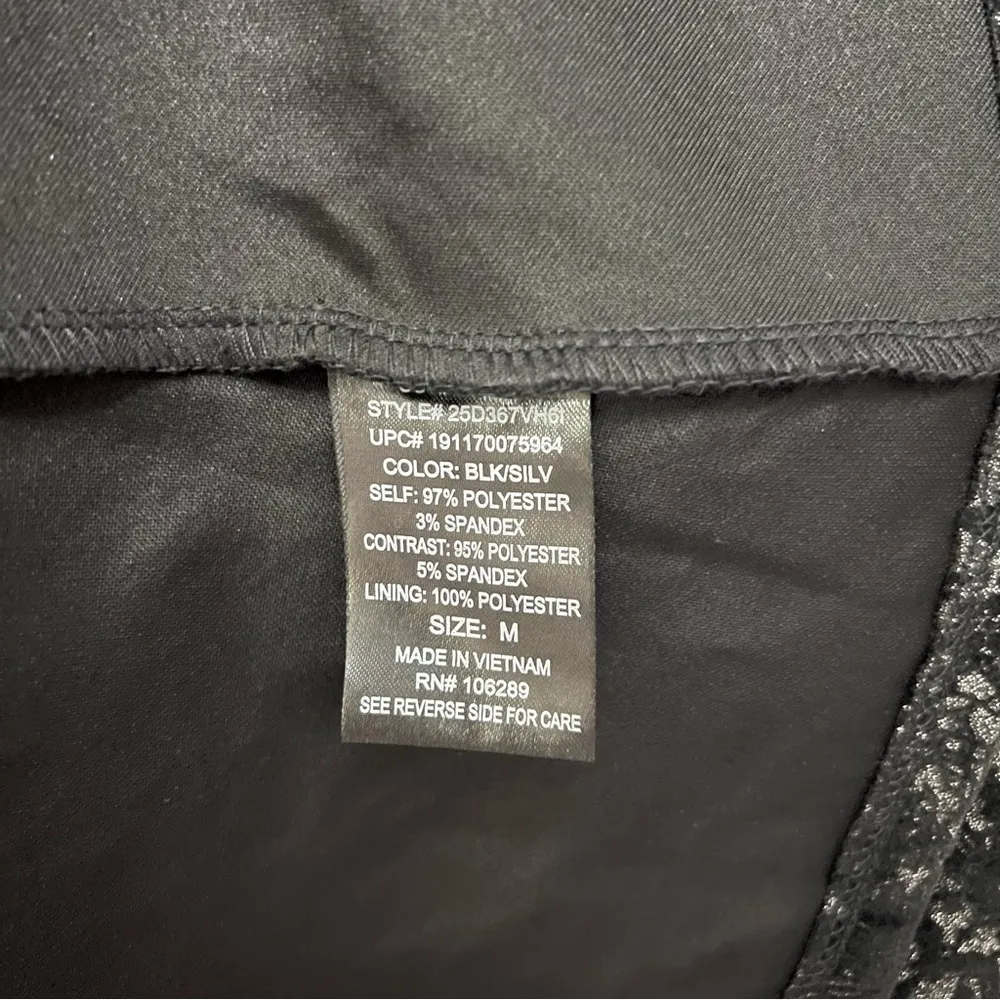 STYLE# 25D367VH6I
UPC# 191170075964
COLOR: BLK/SILV
SELF: 97% POLYESTER
3% SPANDEX
CONTRAST: 95% POLYESTER
5% SPANDEX
LINING: 100% POLYESTER
SIZE: M
MADE IN VIETNAM
RN# 106289
SEE REVERSE SIDE FOR CARE